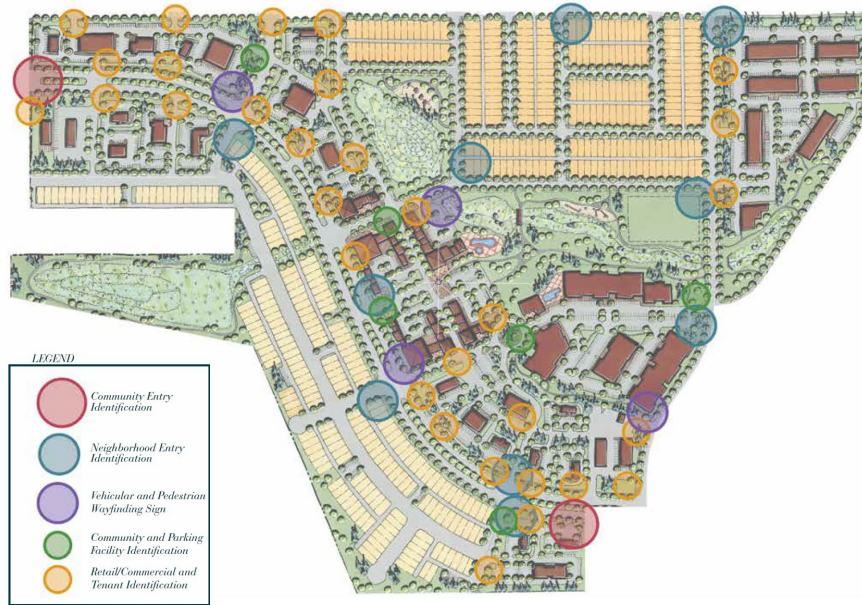 LEGEND
Community Entry
Identification
Neighborhood Entry
Identification
Vehicular and Pedestrian
Wayfinding Sign
Community and Parking
Facility Identification
Retail/Commercial and
Tenant Identification